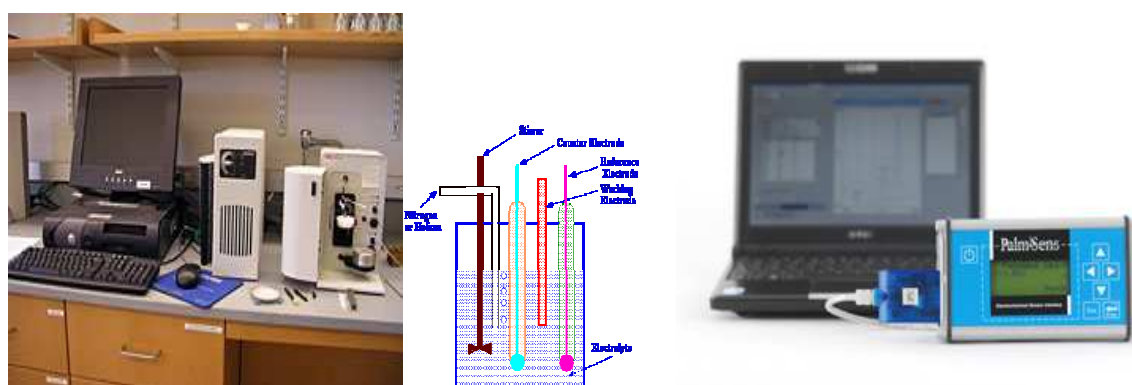 Stirrer
Counter Electrode
Reference
Electrode
Working
Electrode
Nitrogen
or Helium
Electrolyte
PalmSens